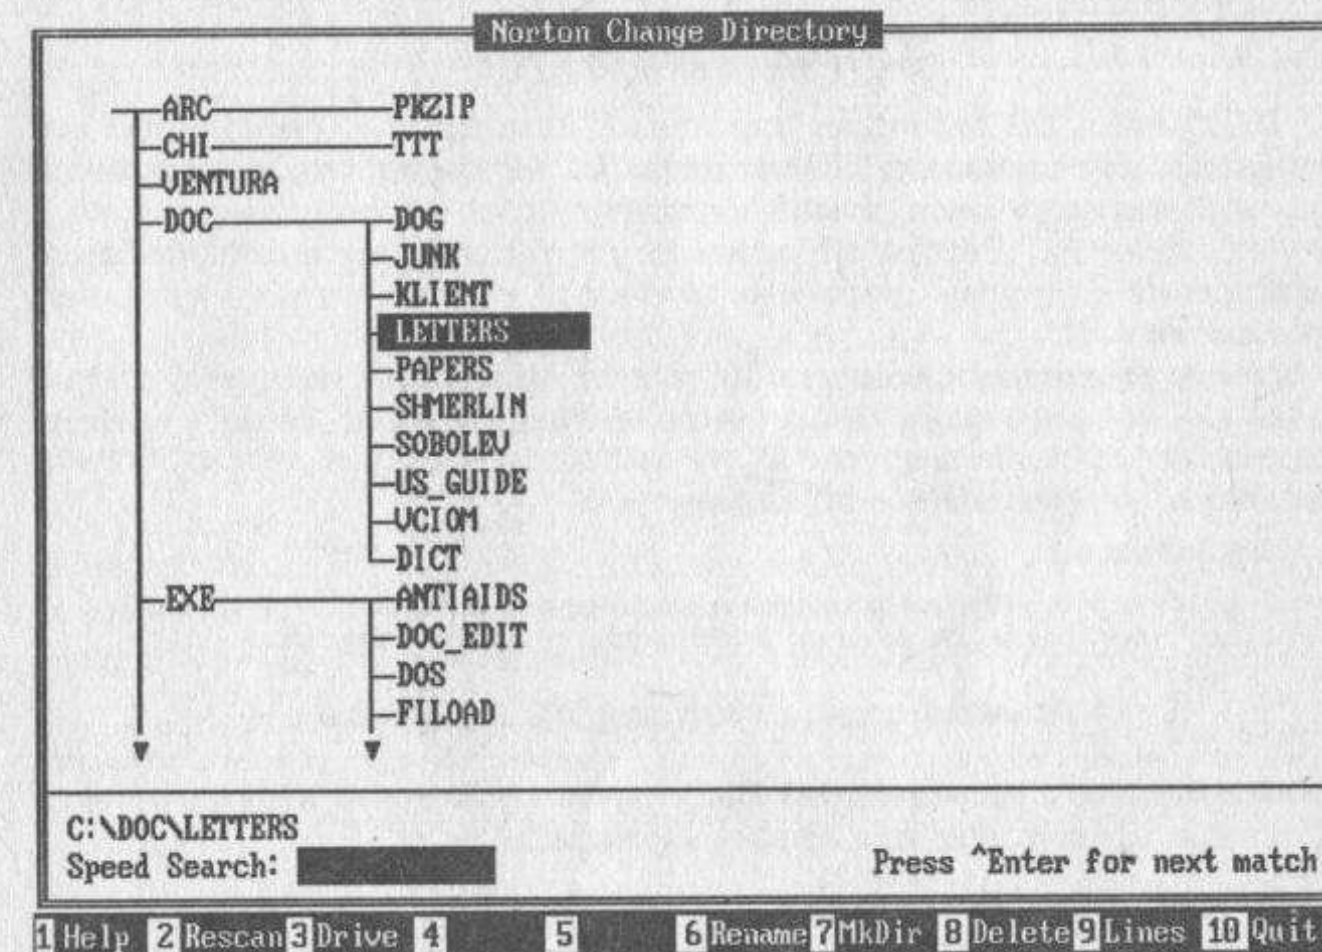 Norton Change Directory
ARC PKZIP
CHI TTT
VENTURA
DOC DOG
JUNK
KLIENT
LETTERS
PAPERS
SHMERLIN
SOBOLEV
US_GUIDE
VCIOM
DICT
EXE ANTIAIDS
DOC_EDIT
DOS
FILOAD
C:\DOC\LETTERS
Speed Search:
Press ^Enter for next match
1 Help 2 Rescan 3 Drive 4 5 6 Rename 7 MkDir 8 Delete 9 Lines 10 Quit